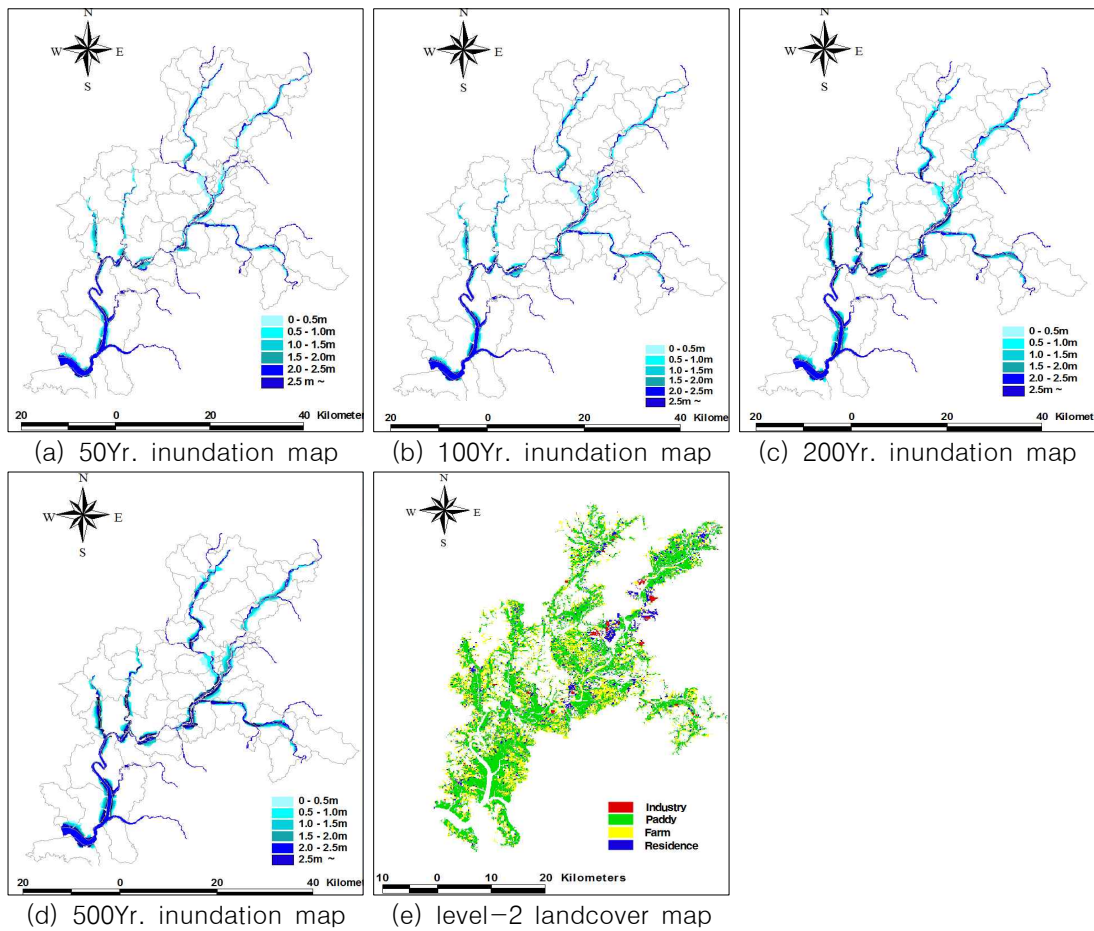 N
W E
S
0 - 0.5m
0.5 - 1.0m
1.0 - 1.5m
1.5 - 2.0m
2.0 - 2.5m
2.5 m ~
20 0 20 40 Kilomet
(a) 50Yr. inundation map
N
W E
S
0 - 0.5m
0.5 - 1.0m
1.0 - 1.5m
1.5 - 2.0m
2.0 - 2.5m
2.5m ~
20 0 20 40 Kilomet
(b) 100Yr. inundation map
N
W E
S
0 - 0.5m
0.5 - 1.0m
1.0 - 1.5m
1.5 - 2.0m
2.0 - 2.5m
2.5m ~
20 0 20 40 Kilomet
(c) 200Yr. inundation map
N
W E
S
0 - 0.5m
0.5 - 1.0m
1.0 - 1.5m
1.5 - 2.0m
2.0 - 2.5m
2.5m ~
20 0 20 40 Kilomet
(d) 500Yr. inundation map
N
W E
S
Industry
Paddy
Farm
Residence
10 0 10 20 Kilometers
(e) level-2 landcover map